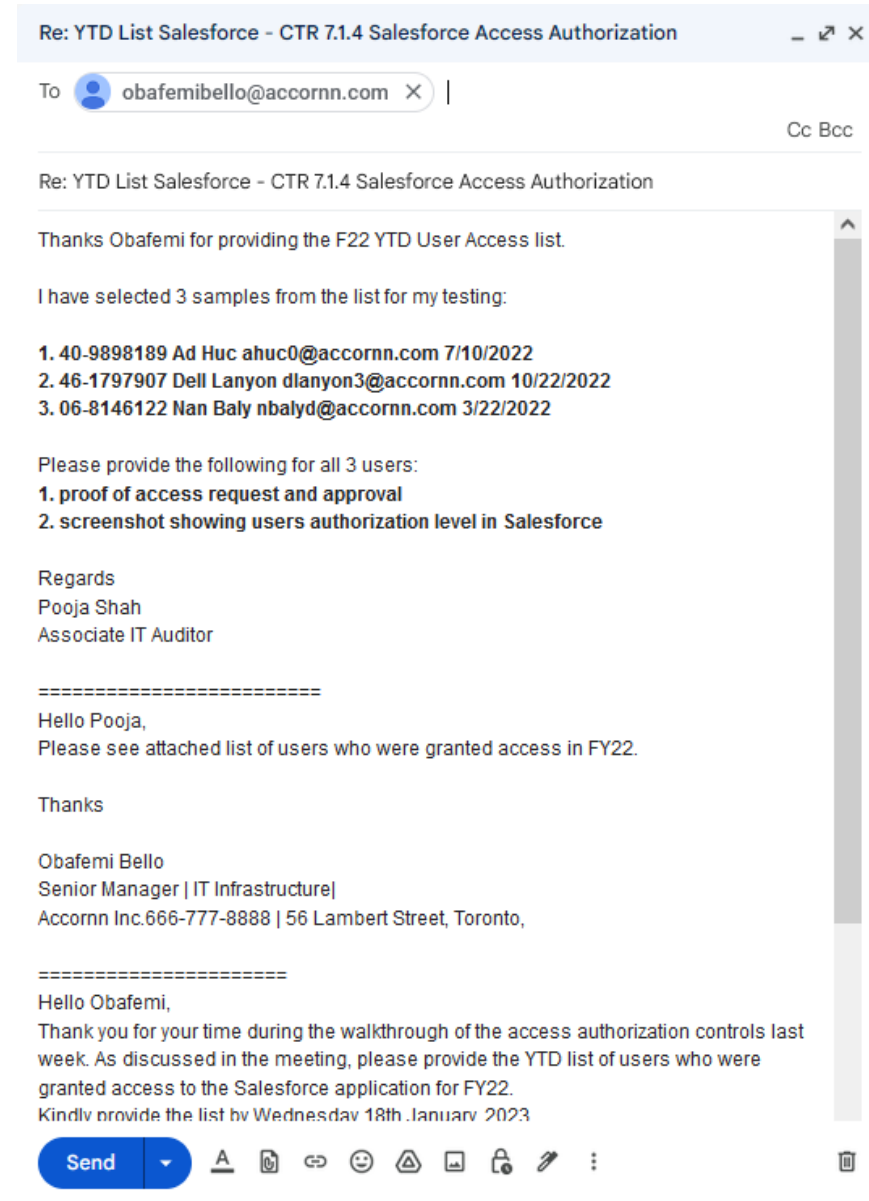 Re: YTD List Salesforce - CTR 7.1.4 Salesforce Access Authorization
To obafemibello@accornn.com
Cc Bcc
Re: YTD List Salesforce - CTR 7.1.4 Salesforce Access Authorization
Thanks Obafemi for providing the F22 YTD User Access list.
I have selected 3 samples from the list for my testing:
1. 40-9898189 Ad Huc ahuc0@accornn.com 7/10/2022
2. 46-1797907 Dell Lanyon dlanyon3@accornn.com 10/22/2022
3. 06-8146122 Nan Baly nbalyd@accornn.com 3/22/2022
Please provide the following for all 3 users:
1. proof of access request and approval
2. screenshot showing users authorization level in Salesforce
Regards
Pooja Shah
Associate IT Auditor
=========================
Hello Pooja,
Please see attached list of users who were granted access in FY22.
Thanks
Obafemi Bello
Senior Manager | IT Infrastructure|
Accornn Inc.666-777-8888 | 56 Lambert Street, Toronto,
======================
Hello Obafemi,
Thank you for your time during the walkthrough of the access authorization controls last
week. As discussed in the meeting, please provide the YTD list of users who were
granted access to the Salesforce application for FY22.
Kindly provide the list by Wednesday 18th January, 2023
Send